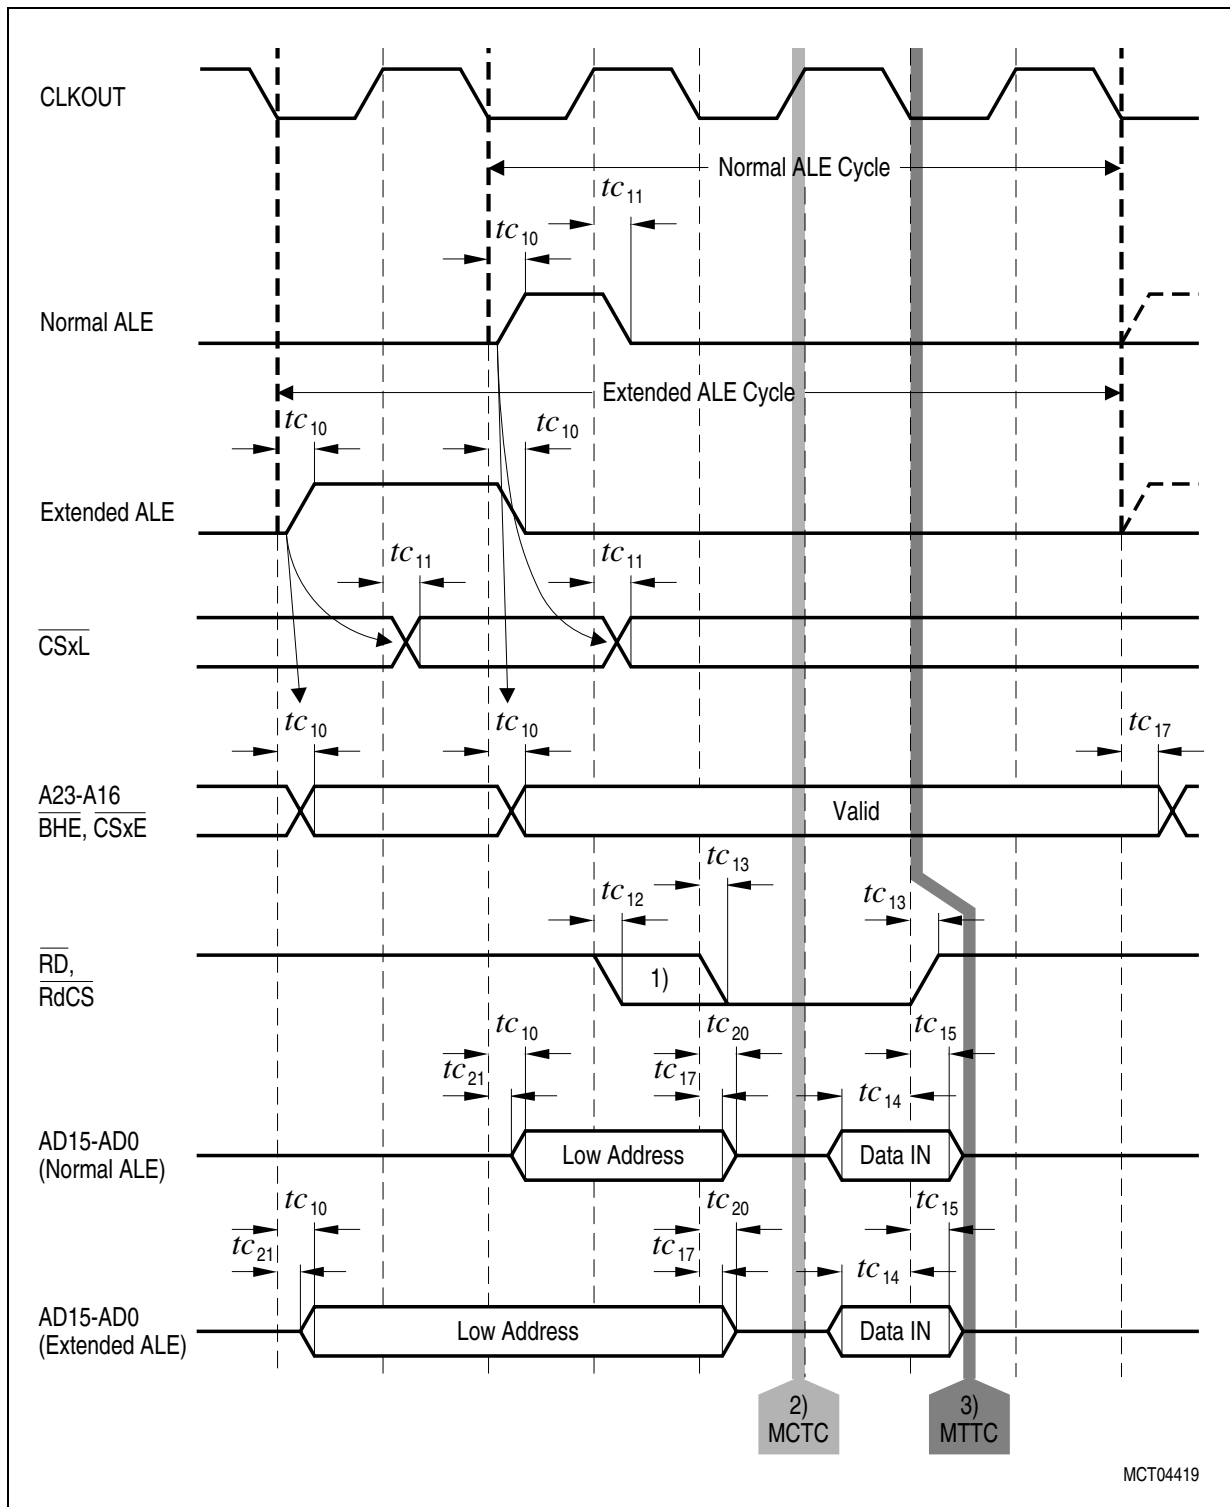 CLKOUT
Normal ALE Cycle
tc11
tc10
Normal ALE
Extended ALE Cycle
tc10
tc10
Extended ALE
tc11
tc11
CSxL
tc10
tc10
tc17
A23-A16
BHE, CSxE
Valid
tc13
tc12
tc13
RD,
RdCS
1)
tc10
tc20
tc15
tc21
tc17
tc14
AD15-AD0
(Normal ALE)
Low Address
Data IN
tc10
tc20
tc15
tc21
tc17
tc14
AD15-AD0
(Extended ALE)
Low Address
Data IN
2)
MCTC
3)
MTTC
MCT04419